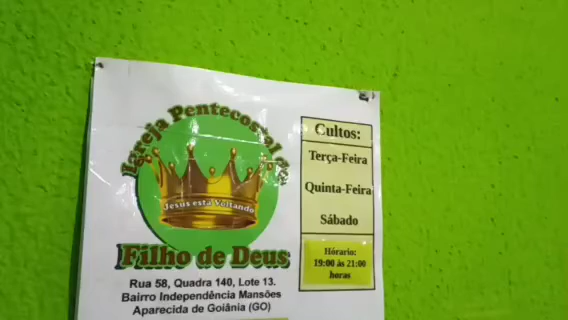 Igreja Pentecostal
Jesus está Voltando
Filho de Deus
Rua 58, Quadra 140, Lote 13.
Bairro Independência Mansões
Aparecida de Goiânia (GO)
Cultos:
Terça-Feira
Quinta-Feira
Sábado
Hórario:
19:00 às 21:00
horas